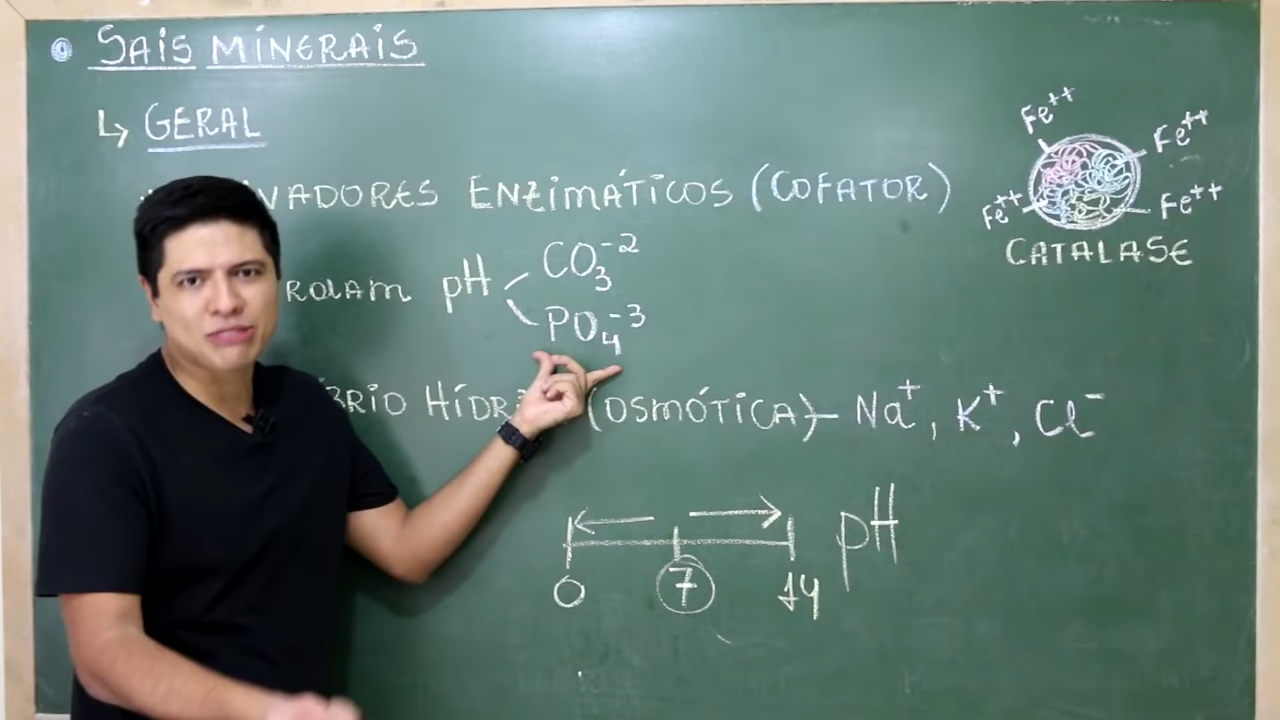 SAIS MINERAIS
↳ GERAL
ENZIMÁTICOS (COFATOR)
pH CO₃⁻²
PO₄⁻³
(OSMÓTICA) – Na⁺, K⁺, Cl⁻
Fe⁺⁺
Fe⁺⁺
Fe⁺⁺
Fe⁺⁺
CATALASE
0 7 14 pH